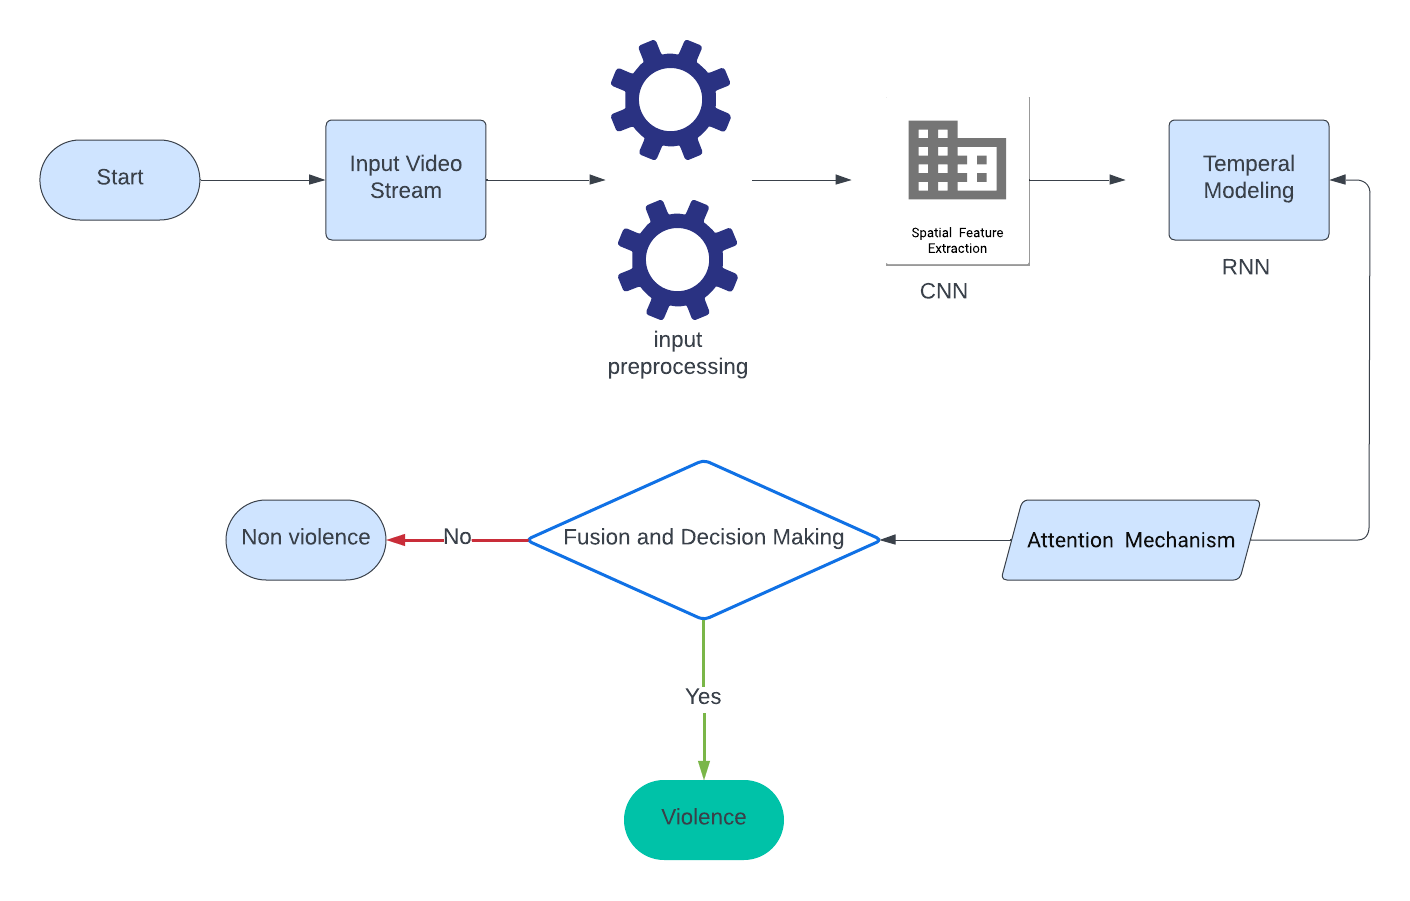 Start
Input Video
Stream
input
preprocessing
Spatial Feature
Extraction
CNN
Temperal
Modeling
RNN
Non violence
No
Fusion and Decision Making
Attention Mechanism
Yes
Violence